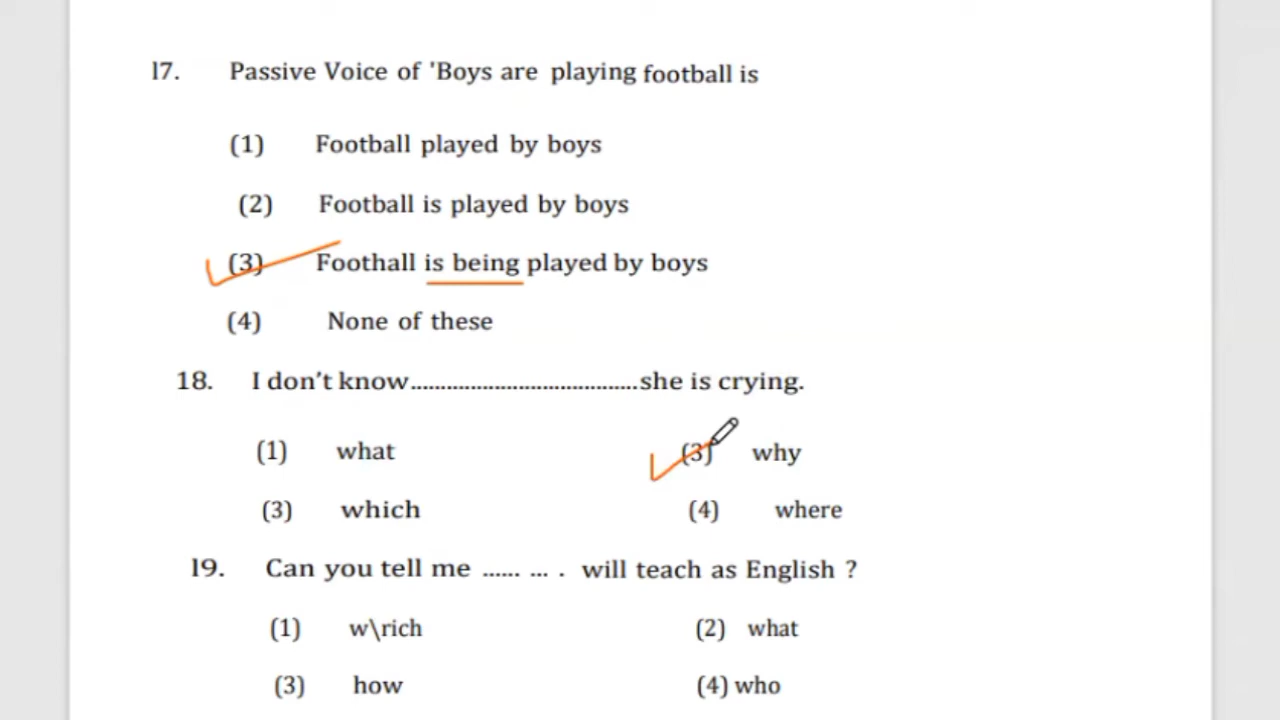 17. Passive Voice of 'Boys are playing football is
(1) Football played by boys
(2) Football is played by boys
(3) Foothall is being played by boys
(4) None of these
18. I don't know......................................she is crying.
(1) what (3) why
(3) which (4) where
19. Can you tell me ...... ... . will teach as English ?
(1) w\rich (2) what
(3) how (4) who